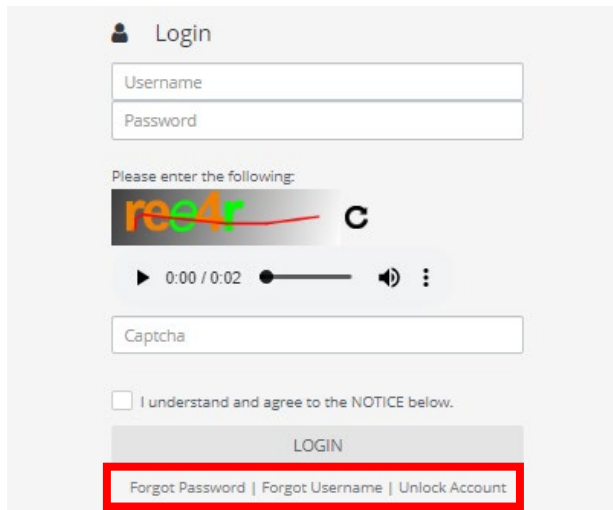 Login
Username
Password
Please enter the following:
ree4r
0:00 / 0:02
Captcha
I understand and agree to the NOTICE below.
LOGIN
Forgot Password | Forgot Username | Unlock Account